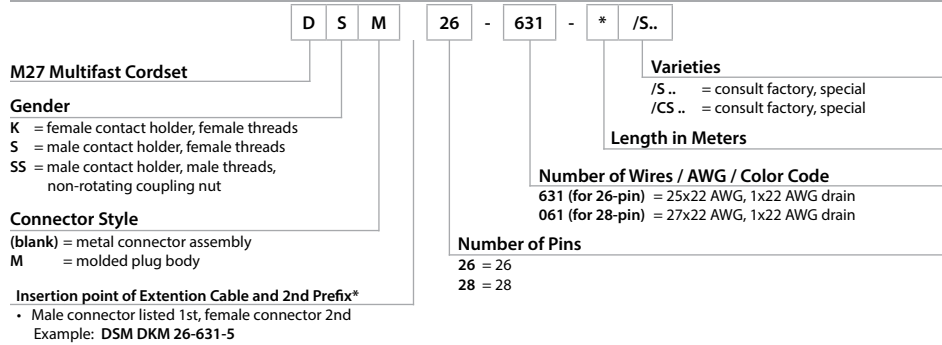 D S M 26 - 631 - * /S..
M27 Multifast Cordset
Gender
K = female contact holder, female threads
S = male contact holder, female threads
SS = male contact holder, male threads,
non-rotating coupling nut
Connector Style
(blank) = metal connector assembly
M = molded plug body
Insertion point of Extention Cable and 2nd Prefix*
• Male connector listed 1st, female connector 2nd
Example: DSM DKM 26-631-5
Varieties
/S .. = consult factory, special
/CS .. = consult factory, special
Length in Meters
Number of Wires / AWG / Color Code
631 (for 26-pin) = 25x22 AWG, 1x22 AWG drain
061 (for 28-pin) = 27x22 AWG, 1x22 AWG drain
Number of Pins
26 = 26
28 = 28